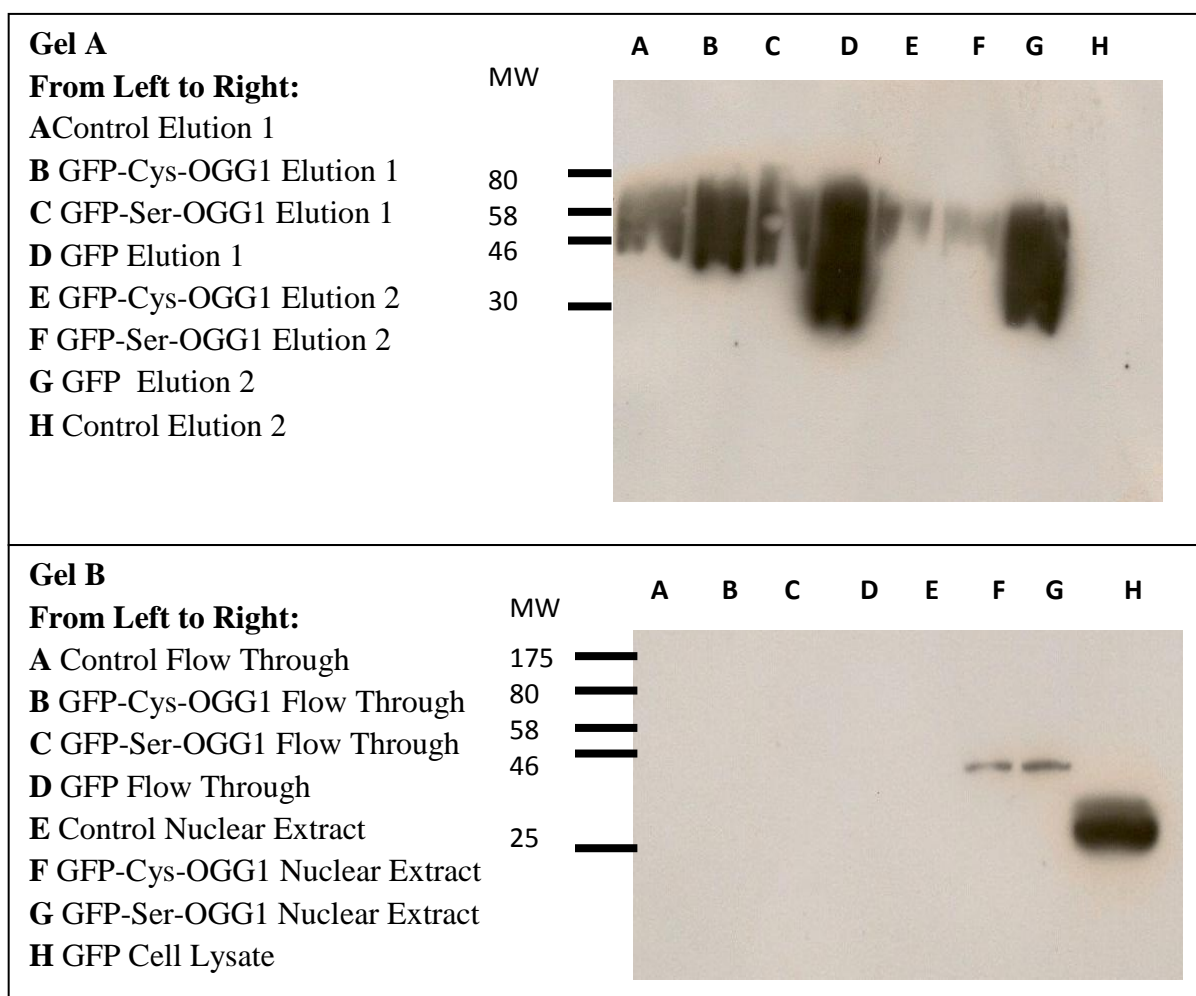 Gel A
From Left to Right:
AControl Elution 1
B GFP-Cys-OGG1 Elution 1
C GFP-Ser-OGG1 Elution 1
D GFP Elution 1
E GFP-Cys-OGG1 Elution 2
F GFP-Ser-OGG1 Elution 2
G GFP Elution 2
H Control Elution 2
MW
80
58
46
30
A B C D E F G H
Gel B
From Left to Right:
A Control Flow Through
B GFP-Cys-OGG1 Flow Through
C GFP-Ser-OGG1 Flow Through
D GFP Flow Through
E Control Nuclear Extract
F GFP-Cys-OGG1 Nuclear Extract
G GFP-Ser-OGG1 Nuclear Extract
H GFP Cell Lysate
MW
175
80
58
46
25
A B C D E F G H